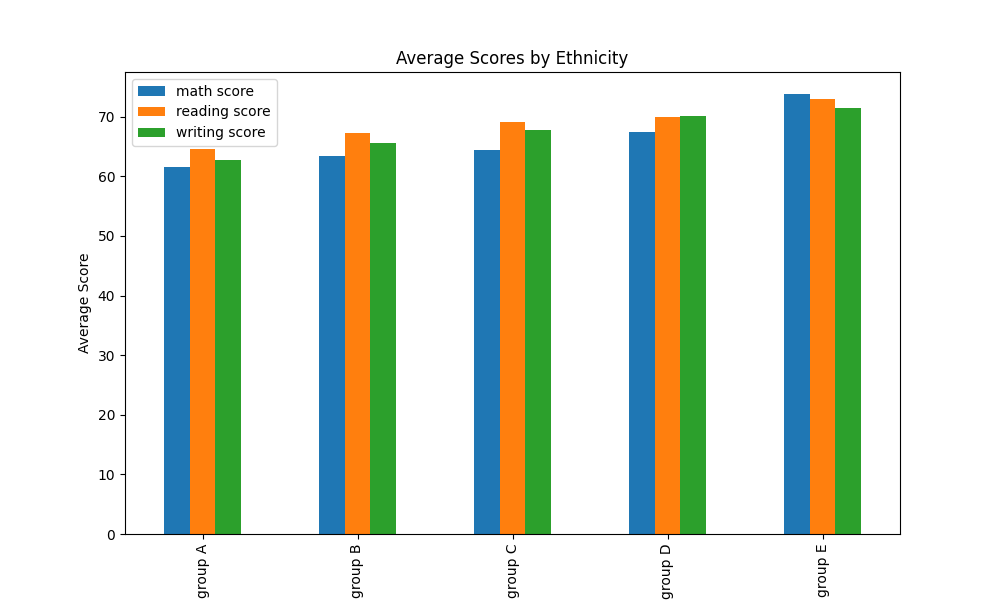 Average Scores by Ethnicity
math score
reading score
writing score
Average Score
70
60
50
40
30
20
10
0
group A
group B
group C
group D
group E